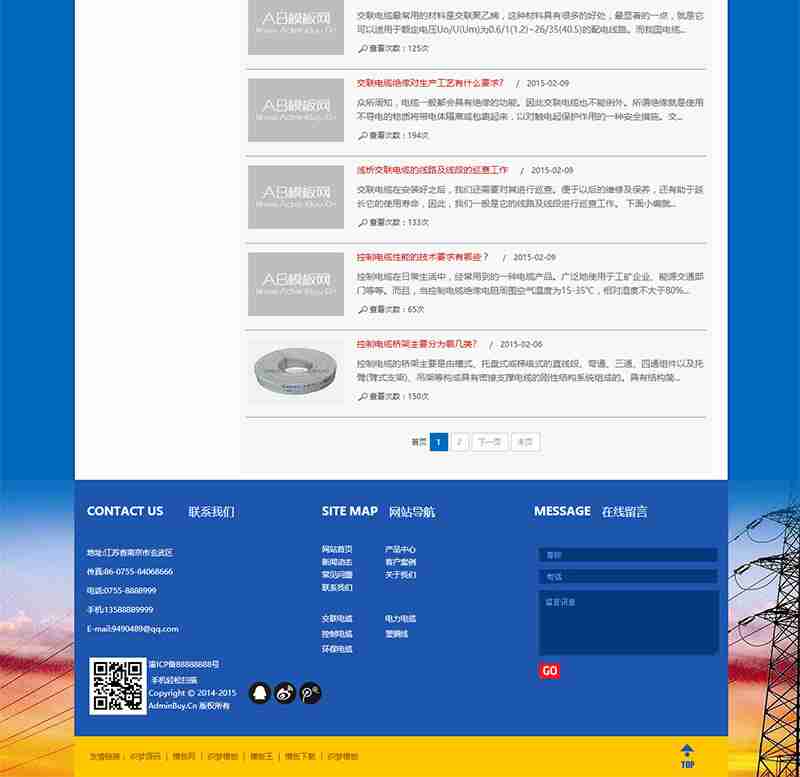 AB模板网
Www.AdminBuy.Cn
交联电缆最常用的材料是交联聚乙烯，这种材料具有很多的好处，最显著的一点，就是它
可以适用于额定电压Uo/U(Um)为0.6/1(1.2)~26/35(40.5)的配电线路。而我国电缆...
查看次数：125次
AB模板网
Www.AdminBuy.Cn
交联电缆绝缘对生产工艺有什么要求？ / 2015-02-09
众所周知，电缆一般都会具有绝缘的功能。因此交联电缆也不能例外。所谓绝缘就是使用
不导电的物质将带电体隔离或包裹起来，以对触电起保护作用的一种安全措施。交...
查看次数：194次
AB模板网
Www.AdminBuy.Cn
浅析交联电缆的线路及线段的巡查工作 / 2015-02-09
交联电缆在安装好之后，我们还需要对其进行巡查。便于以后的维修及保养，还有助于延
长它的使用寿命，因此，我们一般是它的线路及线段进行巡查工作。 下面小编就...
查看次数：133次
AB模板网
Www.AdminBuy.Cn
控制电缆性能的技术要求有哪些？ / 2015-02-09
控制电缆在日常生活中，经常用到的一种电缆产品。广泛地使用于工矿企业、能源交通部
门等等。而且，当控制电缆绝缘电阻周围空气温度为15-35℃，相对湿度不大于80%...
查看次数：65次
控制电缆桥架主要分为哪几类？ / 2015-02-06
控制电缆的桥架主要是由槽式、托盘式或梯级式的直线段、弯通、三通、四通组件以及托
臂(臂式支架)、吊架等构成具有密接支撑电缆的刚性结构系统组成的。具有结构简...
查看次数：150次
首页 1 2 下一页 末页
CONTACT US 联系我们
地址:江苏省南京市玄武区
传真:86-0755-84068666
电话:0755-8888999
手机:13588889999
E-mail:9490489@qq.com
渝ICP备88888888号
手机轻松扫描
Copyright © 2014-2015
AdminBuy.Cn 版权所有
SITE MAP 网站导航
网站首页 产品中心
新闻动态 客户案例
常见问题 关于我们
联系我们
交联电缆 电力电缆
控制电缆 塑铜线
环保电缆
MESSAGE 在线留言
姓名
电话
留言讯息
GO
友情链接： 织梦源码 | 模板网 | 织梦模板 | 模板王 | 模板下载 | 织梦模板
TOP